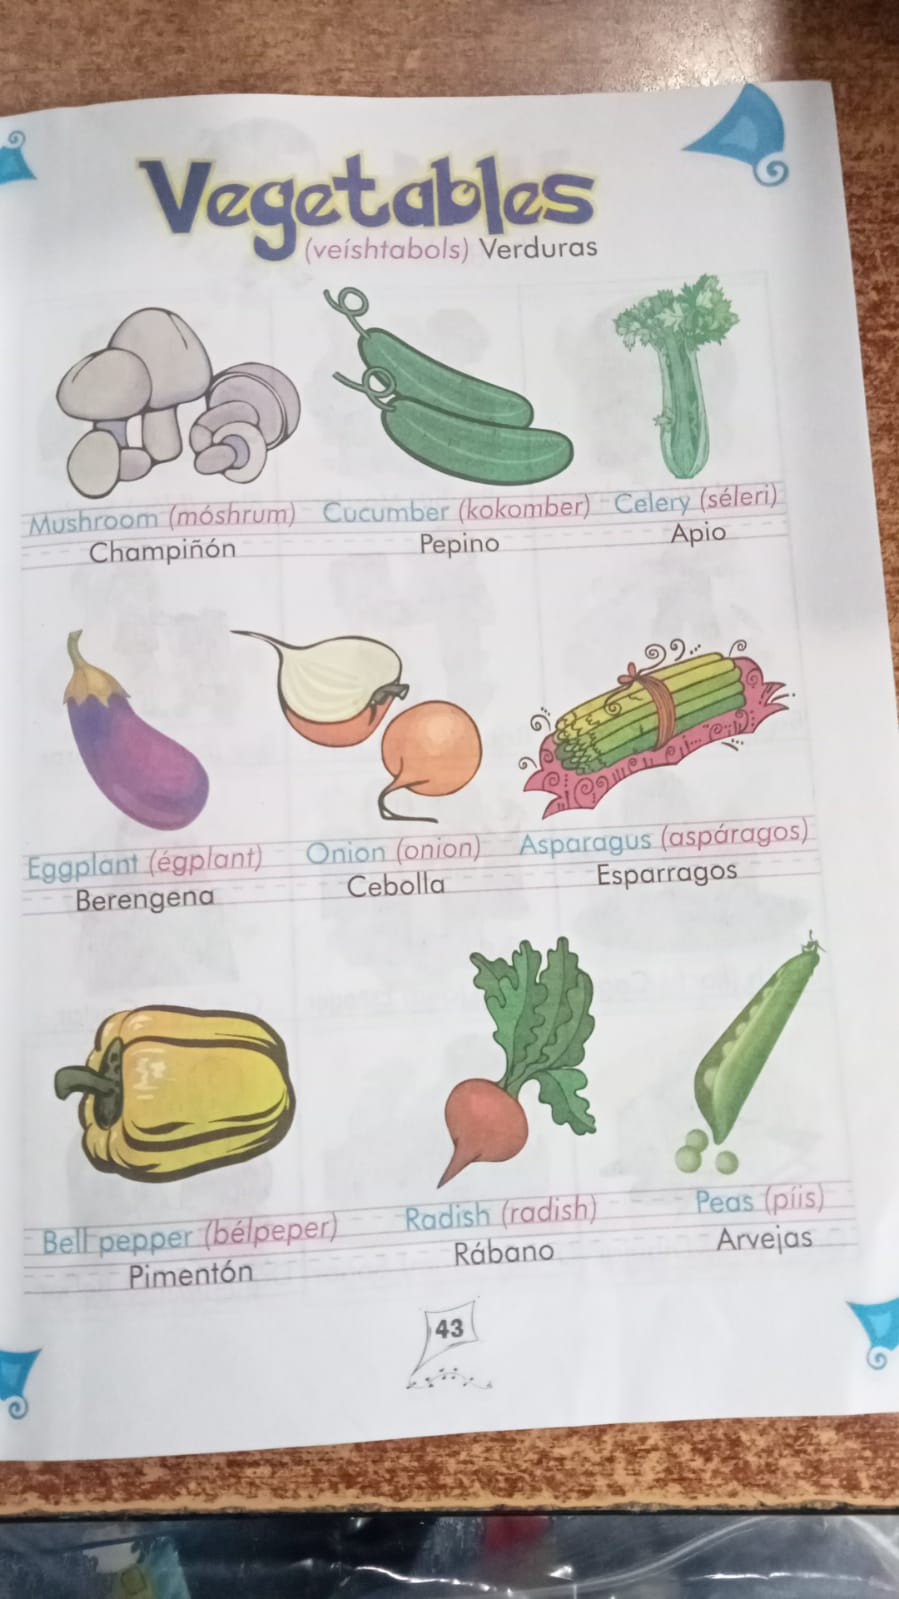 Vegetables
(veíshtabols) Verduras
Mushroom (móshrum)
Champiñón
Cucumber (kokomber)
Pepino
Celery (séleri)
Apio
Eggplant (égplant)
Berengena
Onion (onion)
Cebolla
Asparagus (aspáragos)
Esparragos
Bell pepper (bélpeper)
Pimentón
Radish (radish)
Rábano
Peas (píis)
Arvejas
43